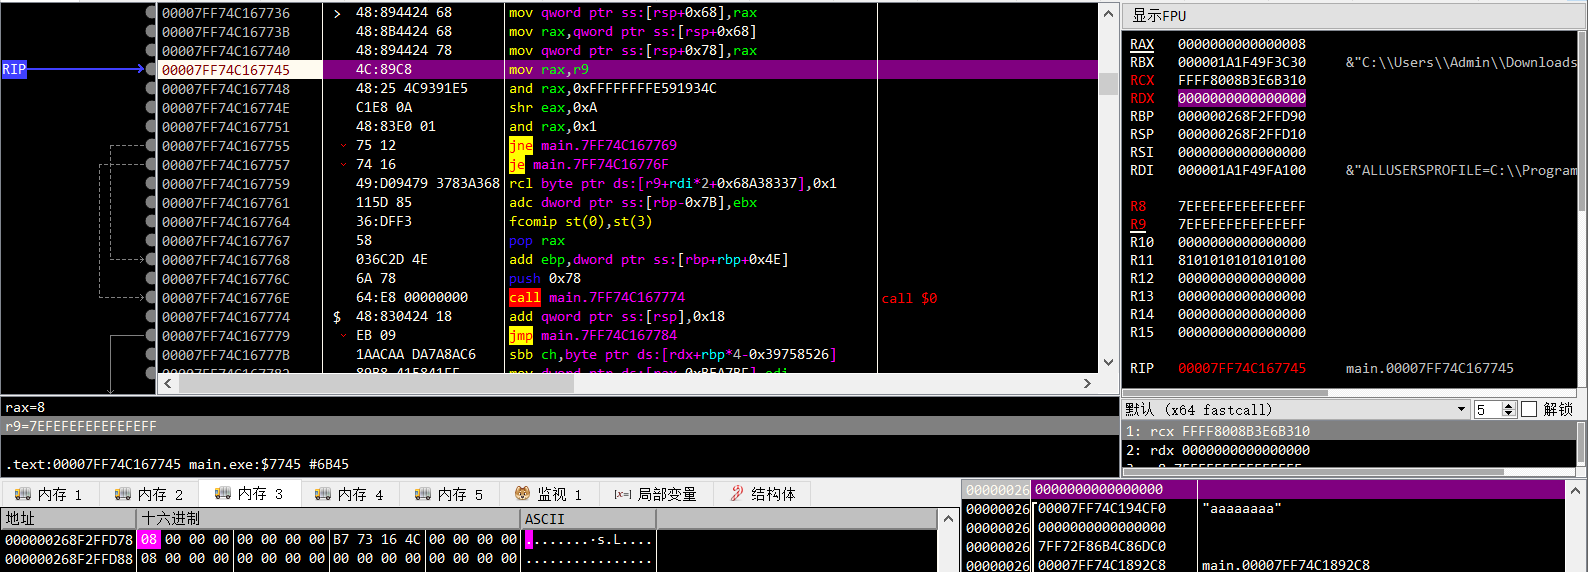 00007FF74C167736 > 48:894424 68 mov qword ptr ss:[rsp+0x68],rax
00007FF74C16773B 48:8B4424 68 mov rax,qword ptr ss:[rsp+0x68]
00007FF74C167740 48:894424 78 mov qword ptr ss:[rsp+0x78],rax
RIP 00007FF74C167745 4C:89C8 mov rax,r9
00007FF74C167748 48:25 4C9391E5 and rax,0xFFFFFFFFE591934C
00007FF74C16774E C1E8 0A shr eax,0xA
00007FF74C167751 48:83E0 01 and rax,0x1
00007FF74C167755 75 12 jne main.7FF74C167769
00007FF74C167757 74 16 je main.7FF74C16776F
00007FF74C167759 49:D09479 3783A368 rcl byte ptr ds:[r9+rdi*2+0x68A38337],0x1
00007FF74C167761 115D 85 adc dword ptr ss:[rbp-0x7B],ebx
00007FF74C167764 36:DFF3 fcomip st(0),st(3)
00007FF74C167767 58 pop rax
00007FF74C167768 036C2D 4E add ebp,dword ptr ss:[rbp+rbp+0x4E]
00007FF74C16776C 6A 78 push 0x78
00007FF74C16776E 64:E8 00000000 call main.7FF74C167774 call $0
00007FF74C167774 $ 48:830424 18 add qword ptr ss:[rsp],0x18
00007FF74C167779 EB 09 jmp main.7FF74C167784
00007FF74C16777B 1AACAA DA7A8AC6 sbb ch,byte ptr ds:[rdx+rbp*4-0x39758526]
显示FPU
RAX 0000000000000008
RBX 000001A1F49F3C30 &"C:\\Users\\Admin\\Downloads
RCX FFFF8008B3E6B310
RDX 0000000000000000
RBP 000000268F2FFD90
RSP 000000268F2FFD10
RSI 0000000000000000
RDI 000001A1F49FA100 &"ALLUSERSPROFILE=C:\\Program
R8 7EFEFEFEFEFEFEFF
R9 7EFEFEFEFEFEFEFF
R10 0000000000000000
R11 8101010101010100
R12 0000000000000000
R13 0000000000000000
R14 0000000000000000
R15 0000000000000000
RIP 00007FF74C167745 main.00007FF74C167745
rax=8
r9=7EFEFEFEFEFEFEFF
.text:00007FF74C167745 main.exe:$7745 #6B45
默认 (x64 fastcall) 5 解锁
1: rcx FFFF8008B3E6B310
2: rdx 0000000000000000
内存 1 内存 2 内存 3 内存 4 内存 5 监视 1 [x=] 局部变量 结构体
地址 十六进制 ASCII
000000268F2FFD78 08 00 00 00 00 00 00 00 B7 73 16 4C 00 00 00 00 ........·s.L....
000000268F2FFD88 08 00 00 00 00 00 00 00 00 00 00 00 00 00 00 00 ................
00000026 0000000000000000
00000026 00007FF74C194CF0 "aaaaaaaa"
00000026 0000000000000000
00000026 7FF72F86B4C86DC0
00000026 00007FF74C1892C8 main.00007FF74C1892C8